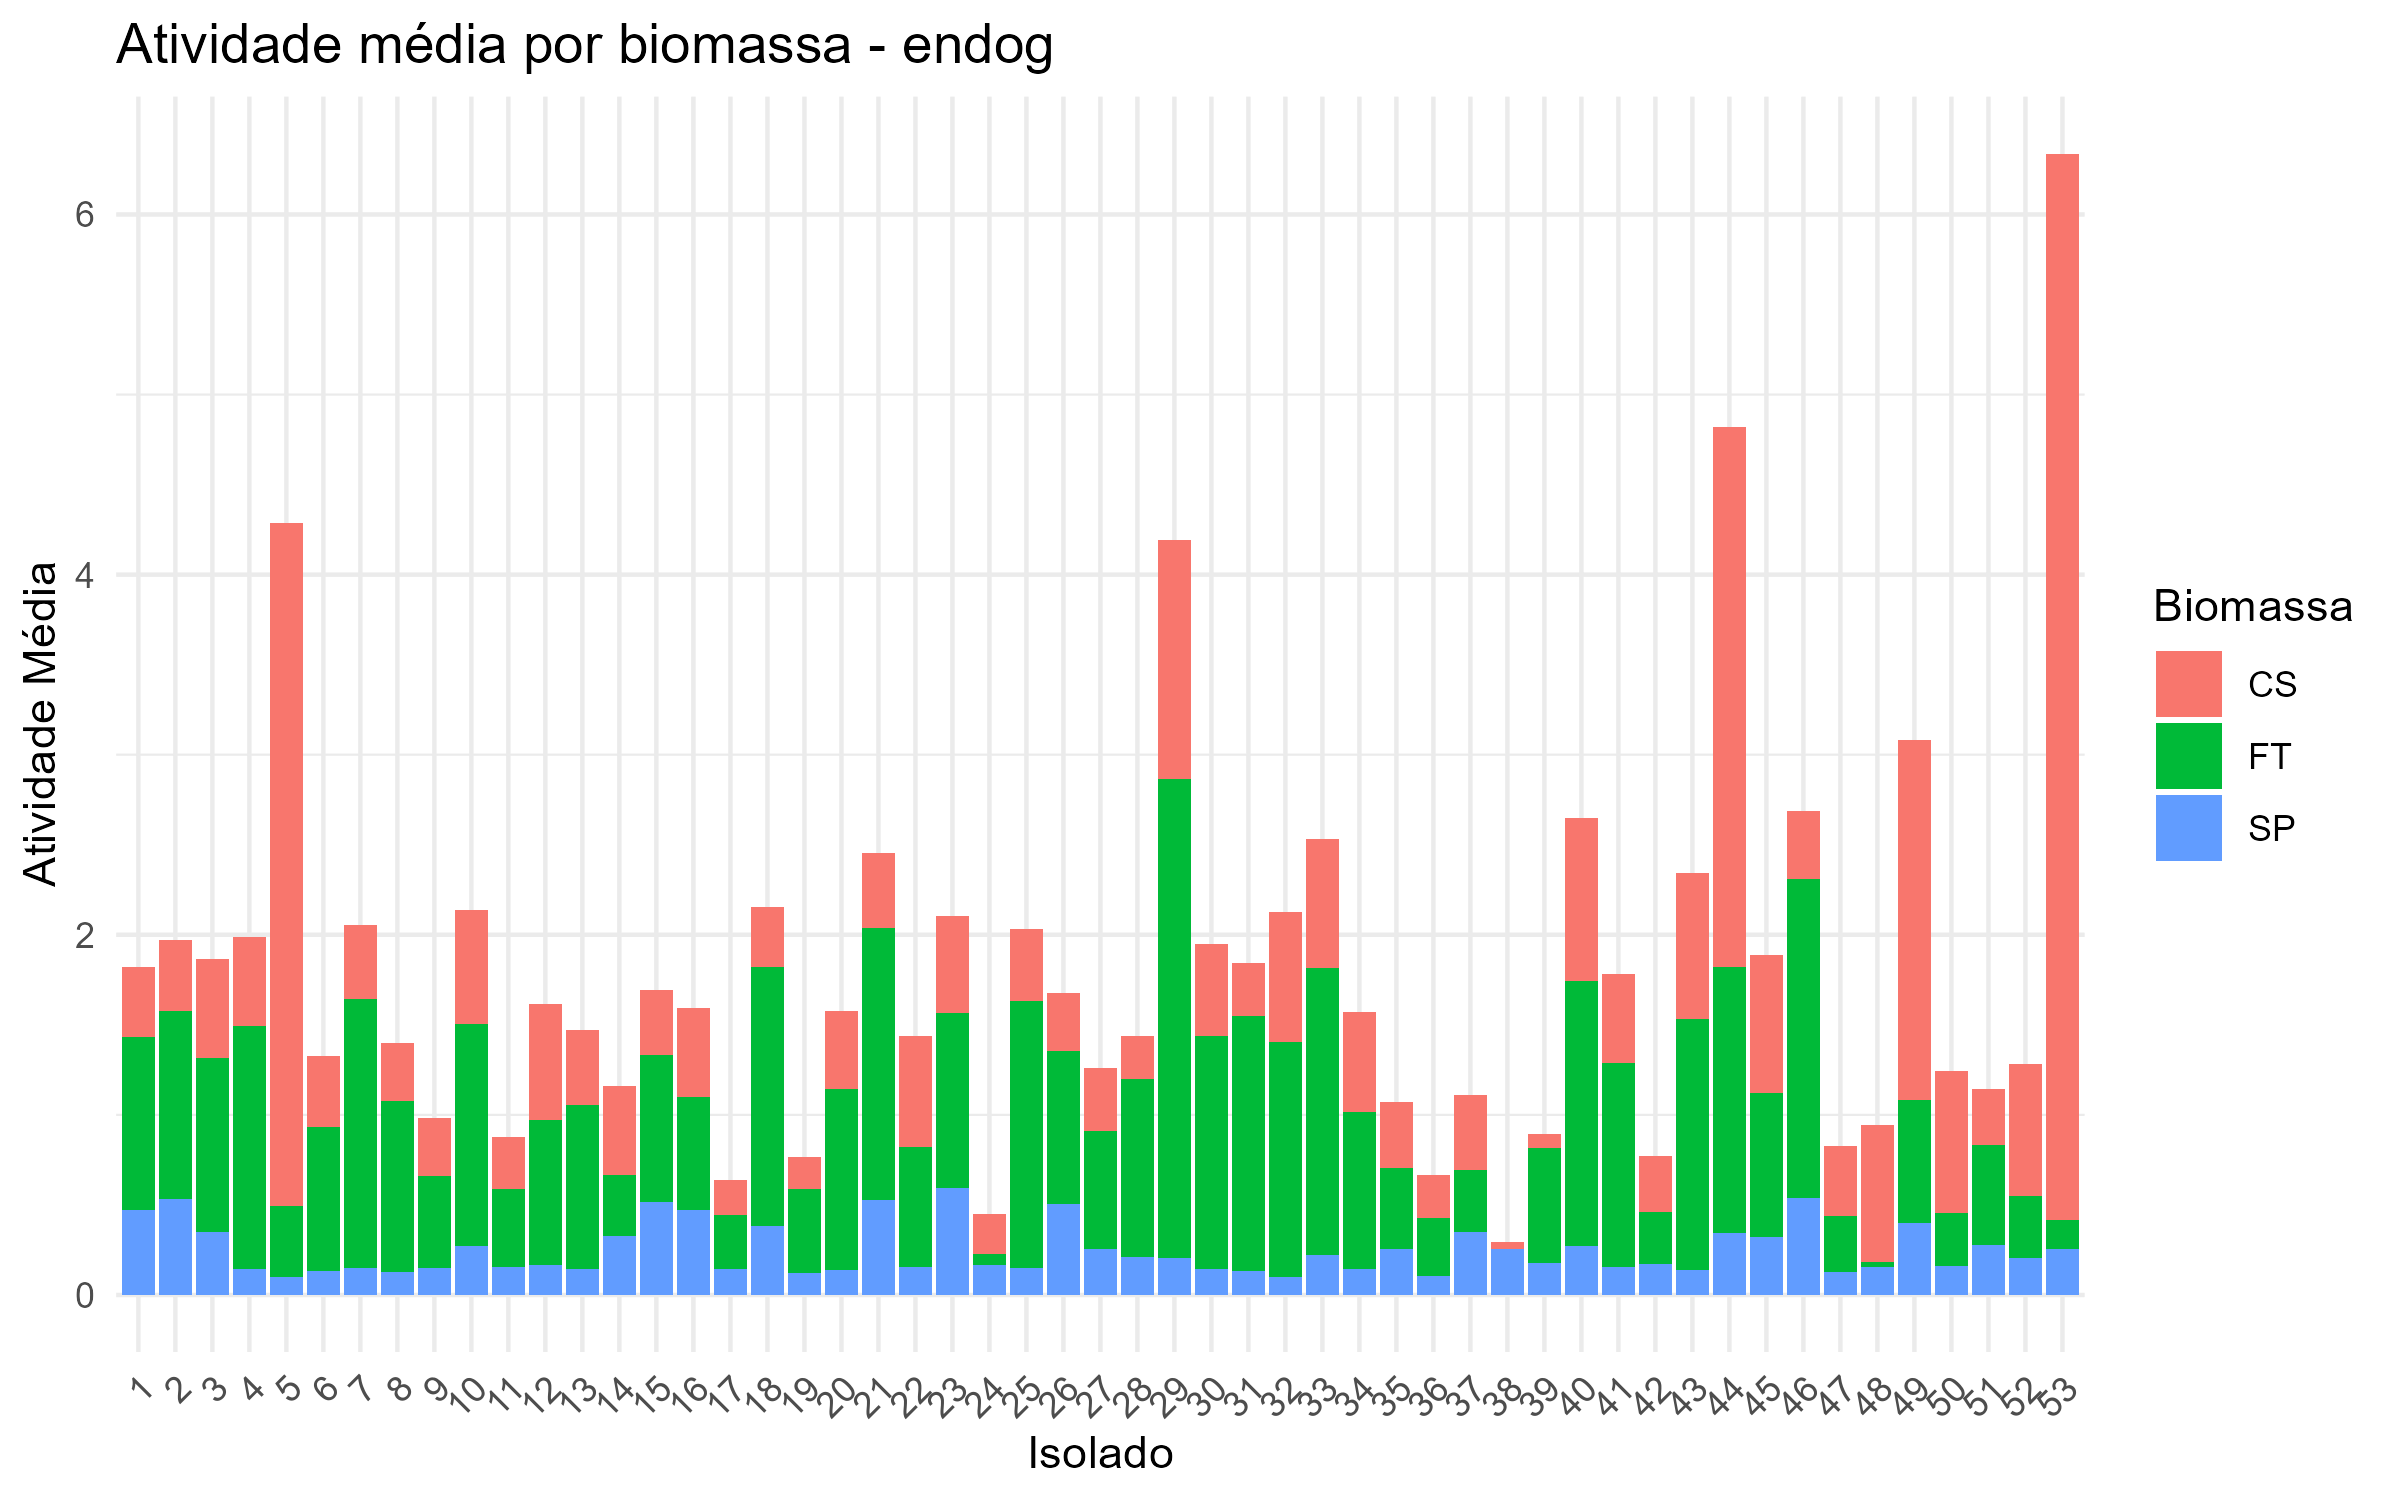 Atividade média por biomassa - endog
Atividade Média
6
4
2
0
1 2 3 4 5 6 7 8 9 10 11 12 13 14 15 16 17 18 19 20 21 22 23 24 25 26 27 28 29 30 31 32 33 34 35 36 37 38 39 40 41 42 43 44 45 46 47 48 49 50 51 52 53
Isolado
Biomassa
CS
FT
SP